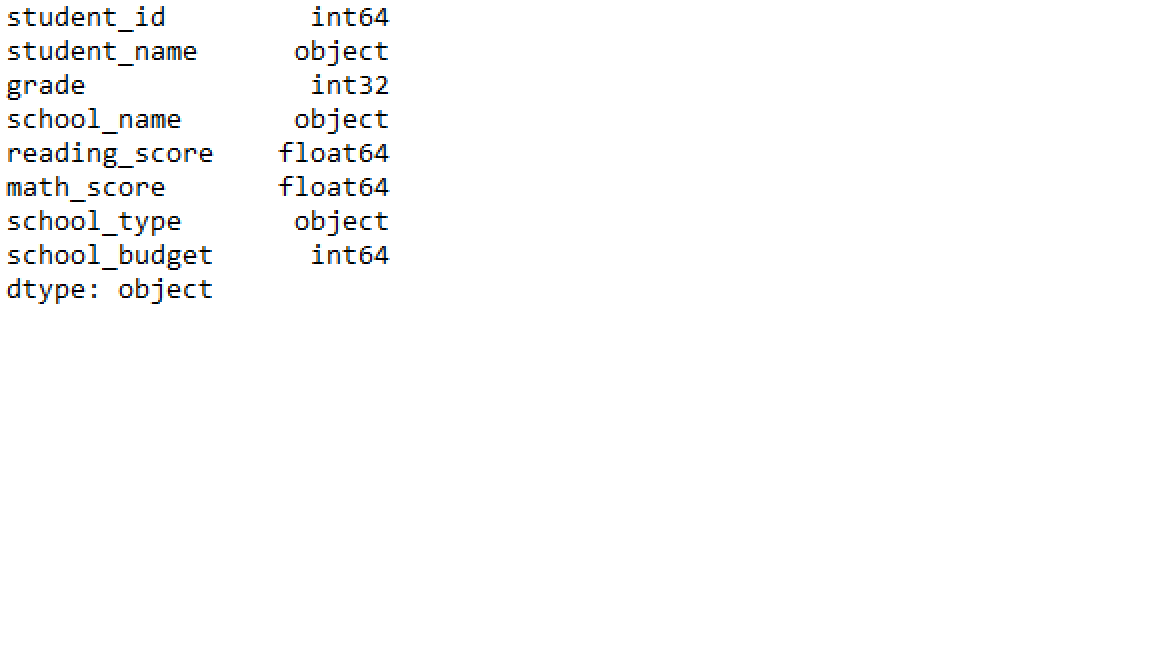 student_id int64
student_name object
grade int32
school_name object
reading_score float64
math_score float64
school_type object
school_budget int64
dtype: object